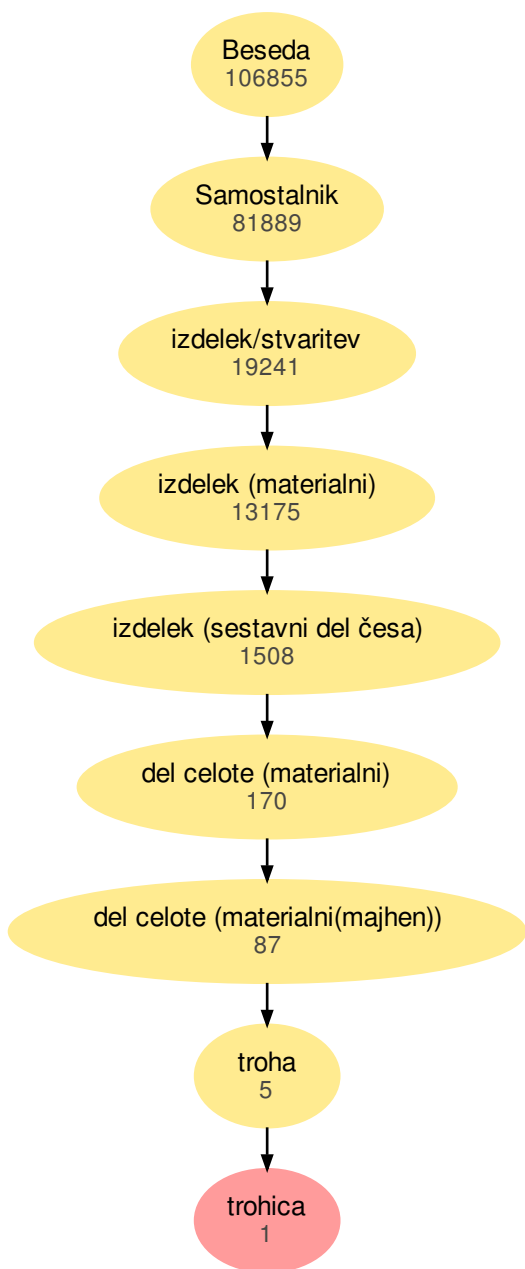 Beseda
106855
Samostalnik
81889
izdelek/stvaritev
19241
izdelek (materialni)
13175
izdelek (sestavni del česa)
1508
del celote (materialni)
170
del celote (materialni(majhen))
87
troha
5
trohica
1